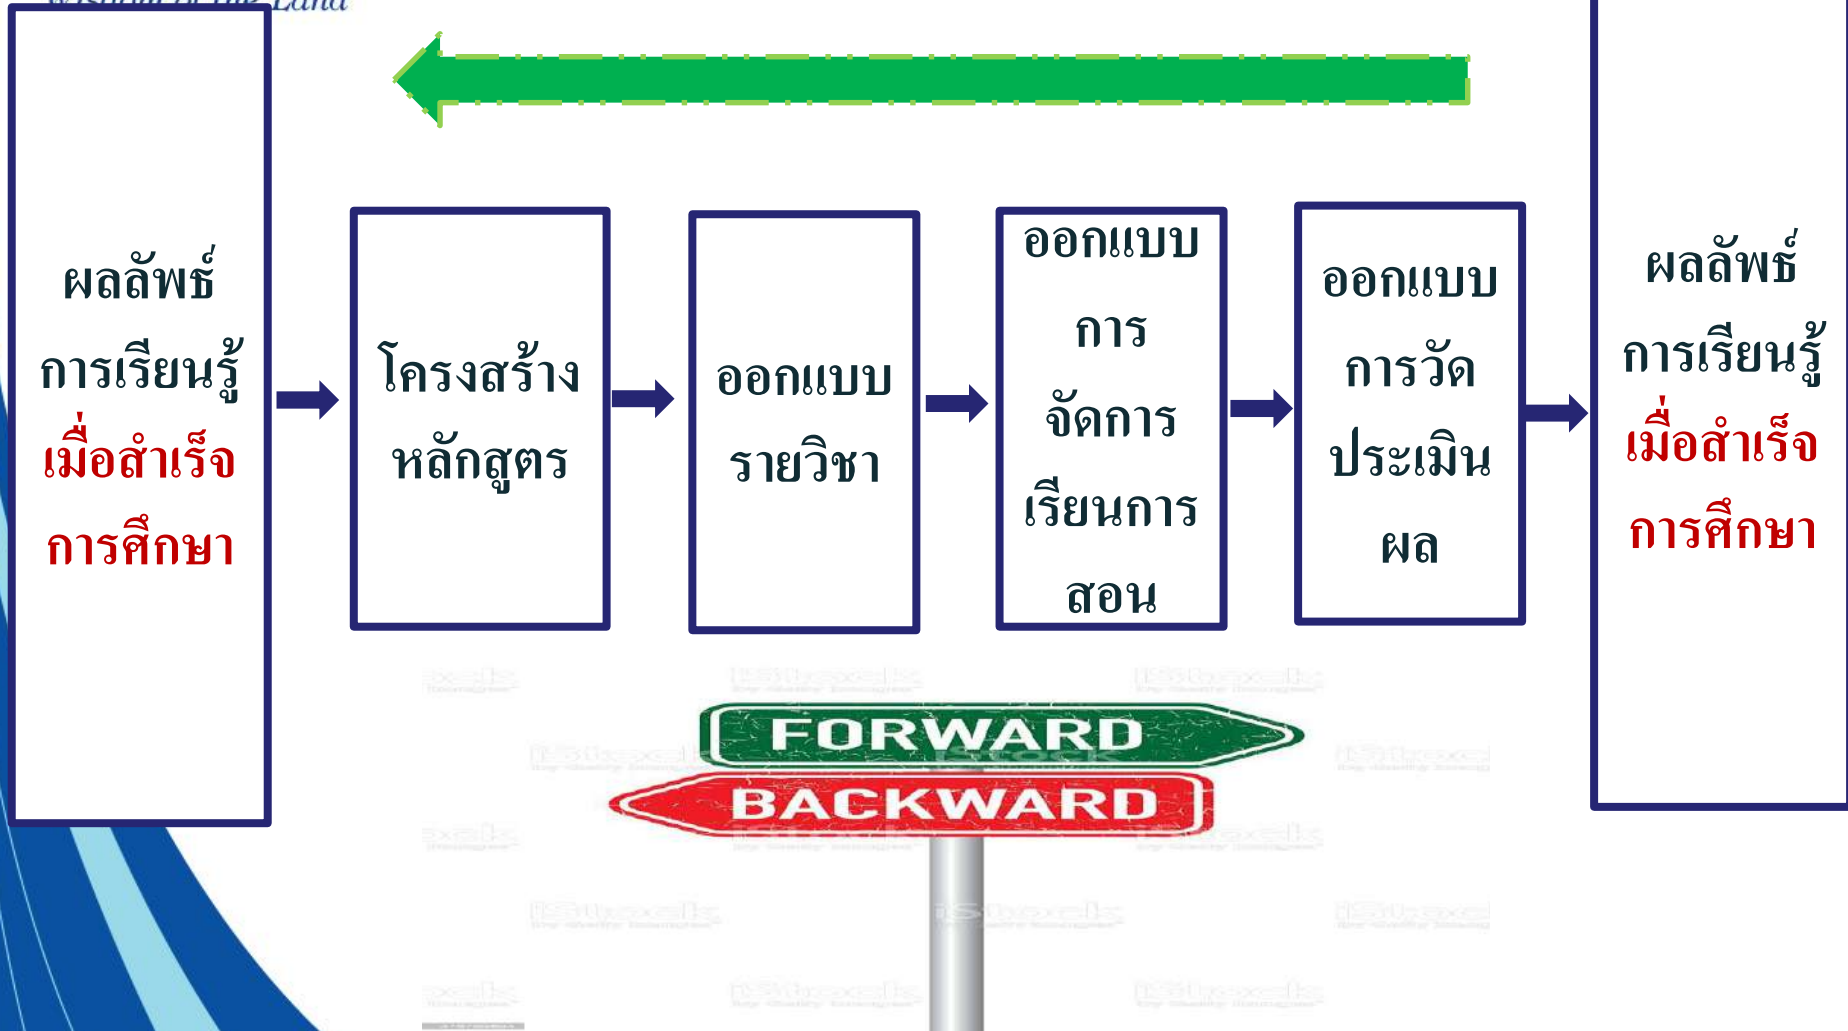 Wisdom of the Land
ผลลัพธ์
การเรียนรู้
เมื่อสำเร็จ
การศึกษา
โครงสร้าง
หลักสูตร
ออกแบบ
รายวิชา
ออกแบบ
การ
จัดการ
เรียนการ
สอน
ออกแบบ
การวัด
ประเมิน
ผล
ผลลัพธ์
การเรียนรู้
เมื่อสำเร็จ
การศึกษา
FORWARD
BACKWARD
iStock